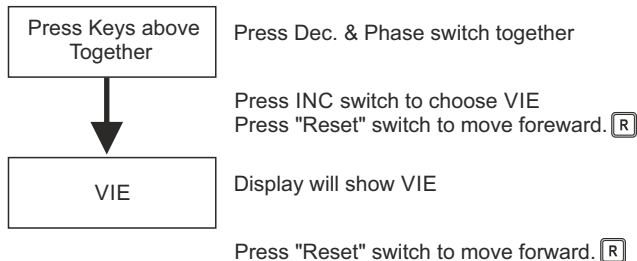 Press Keys above
Together
Press Dec. & Phase switch together
Press INC switch to choose VIE
Press "Reset" switch to move foreward. R
VIE
Display will show VIE
Press "Reset" switch to move forward. R